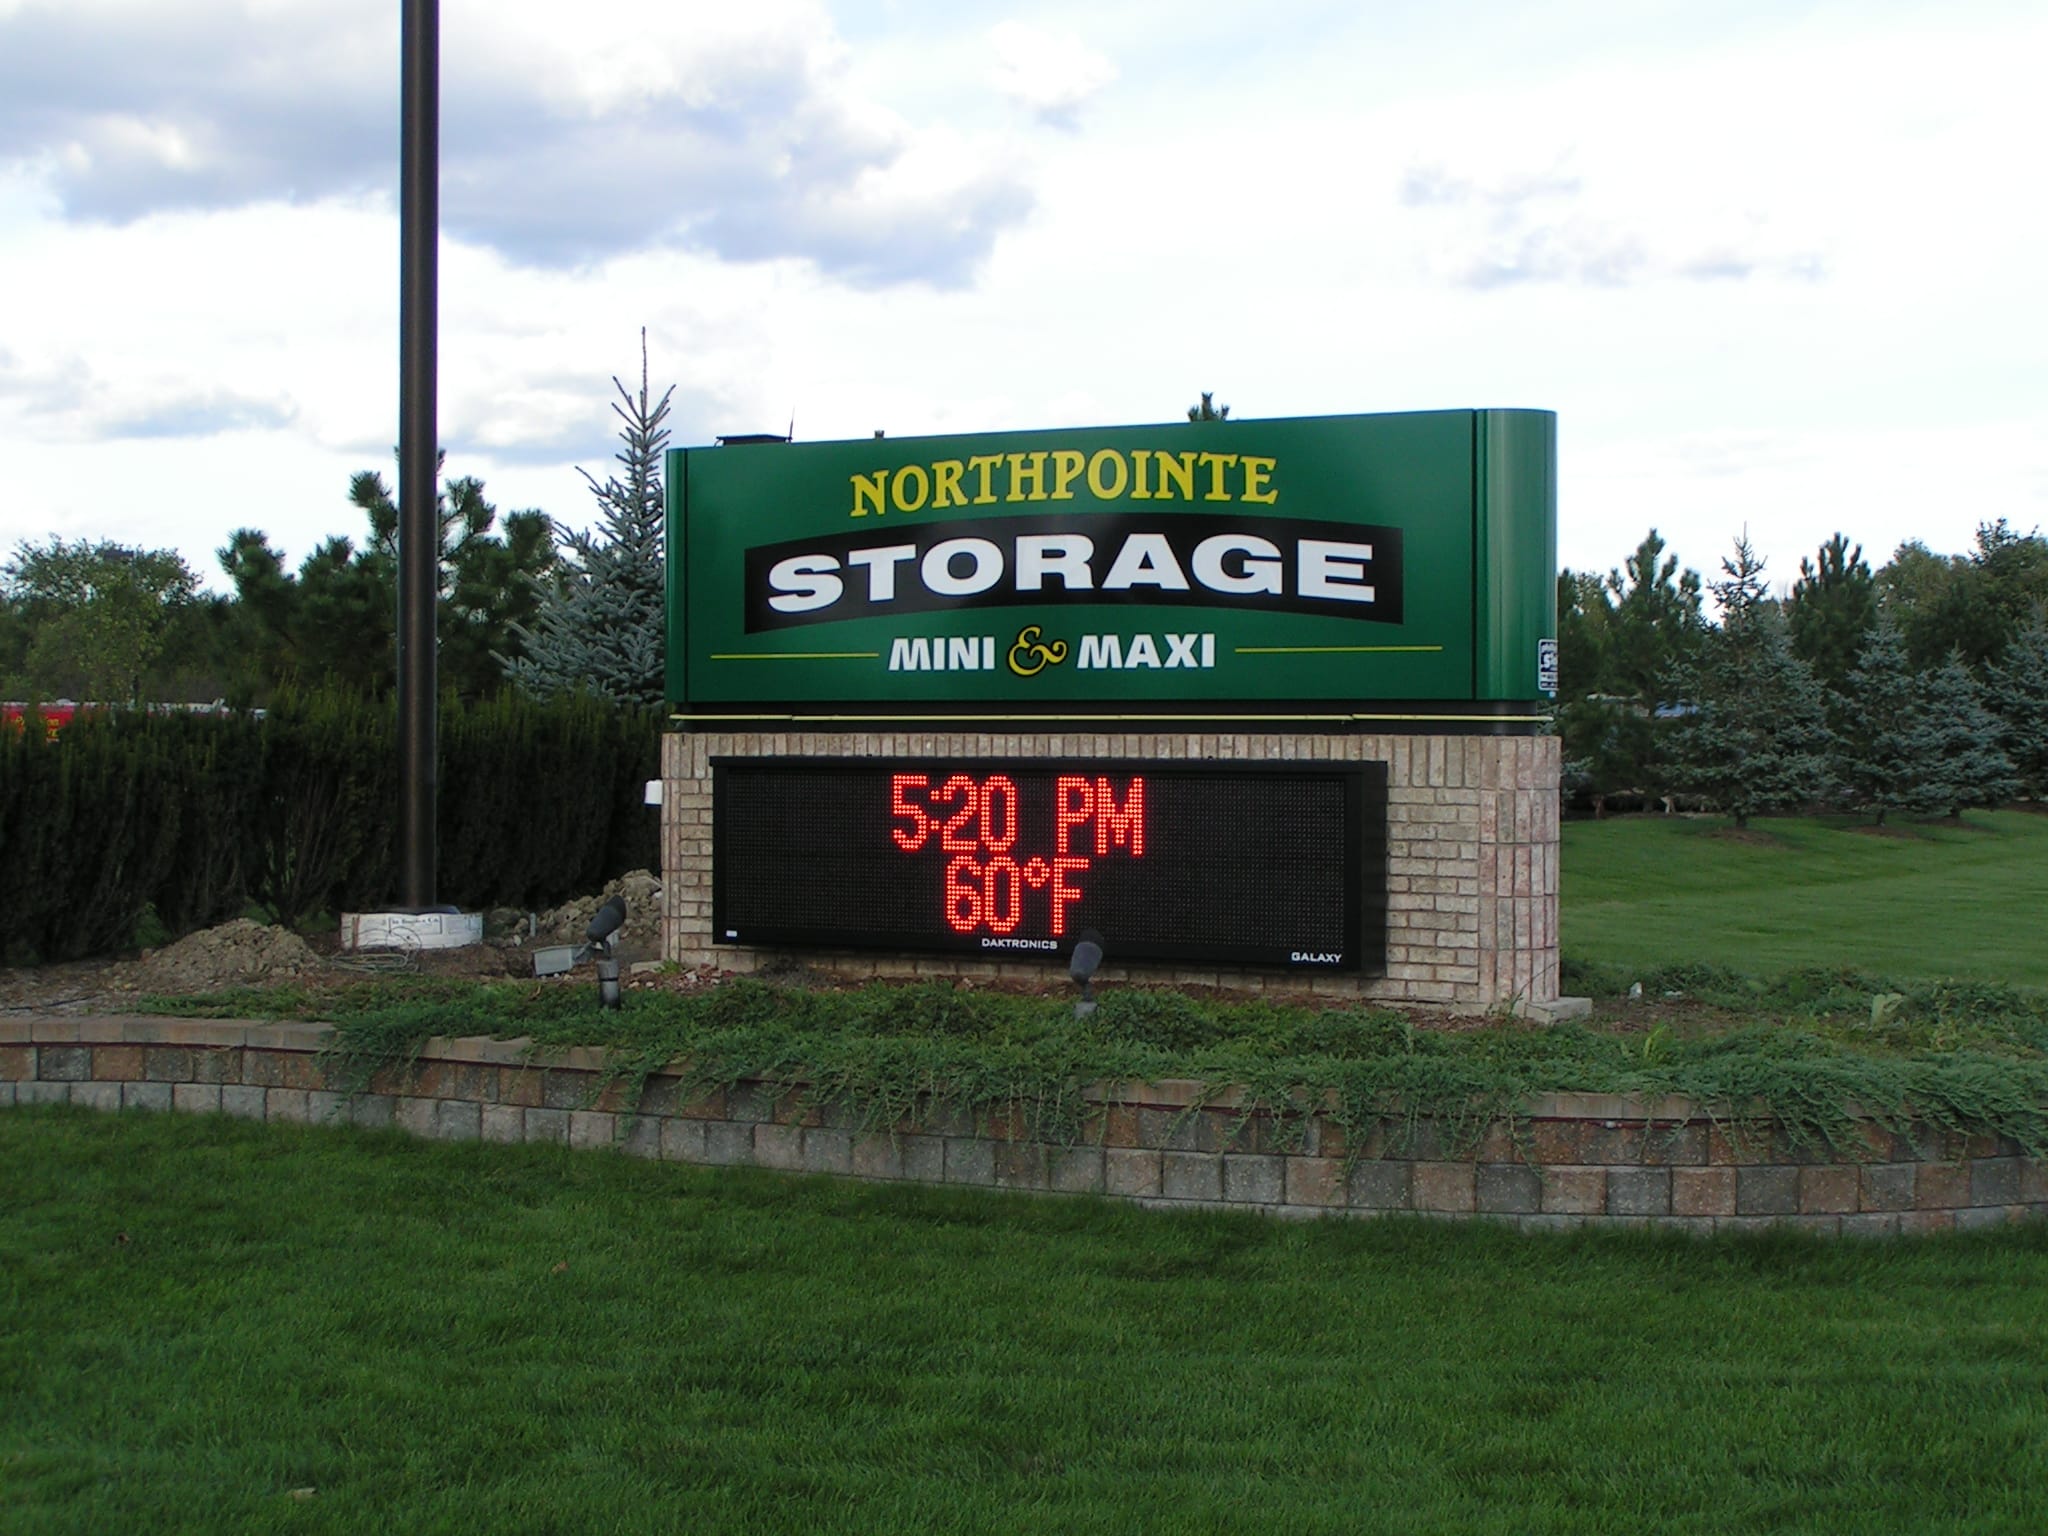 NORTHPOINTE
STORAGE
MINI & MAXI
5:20 PM
60°F
DAKTRONICS
GALAXY